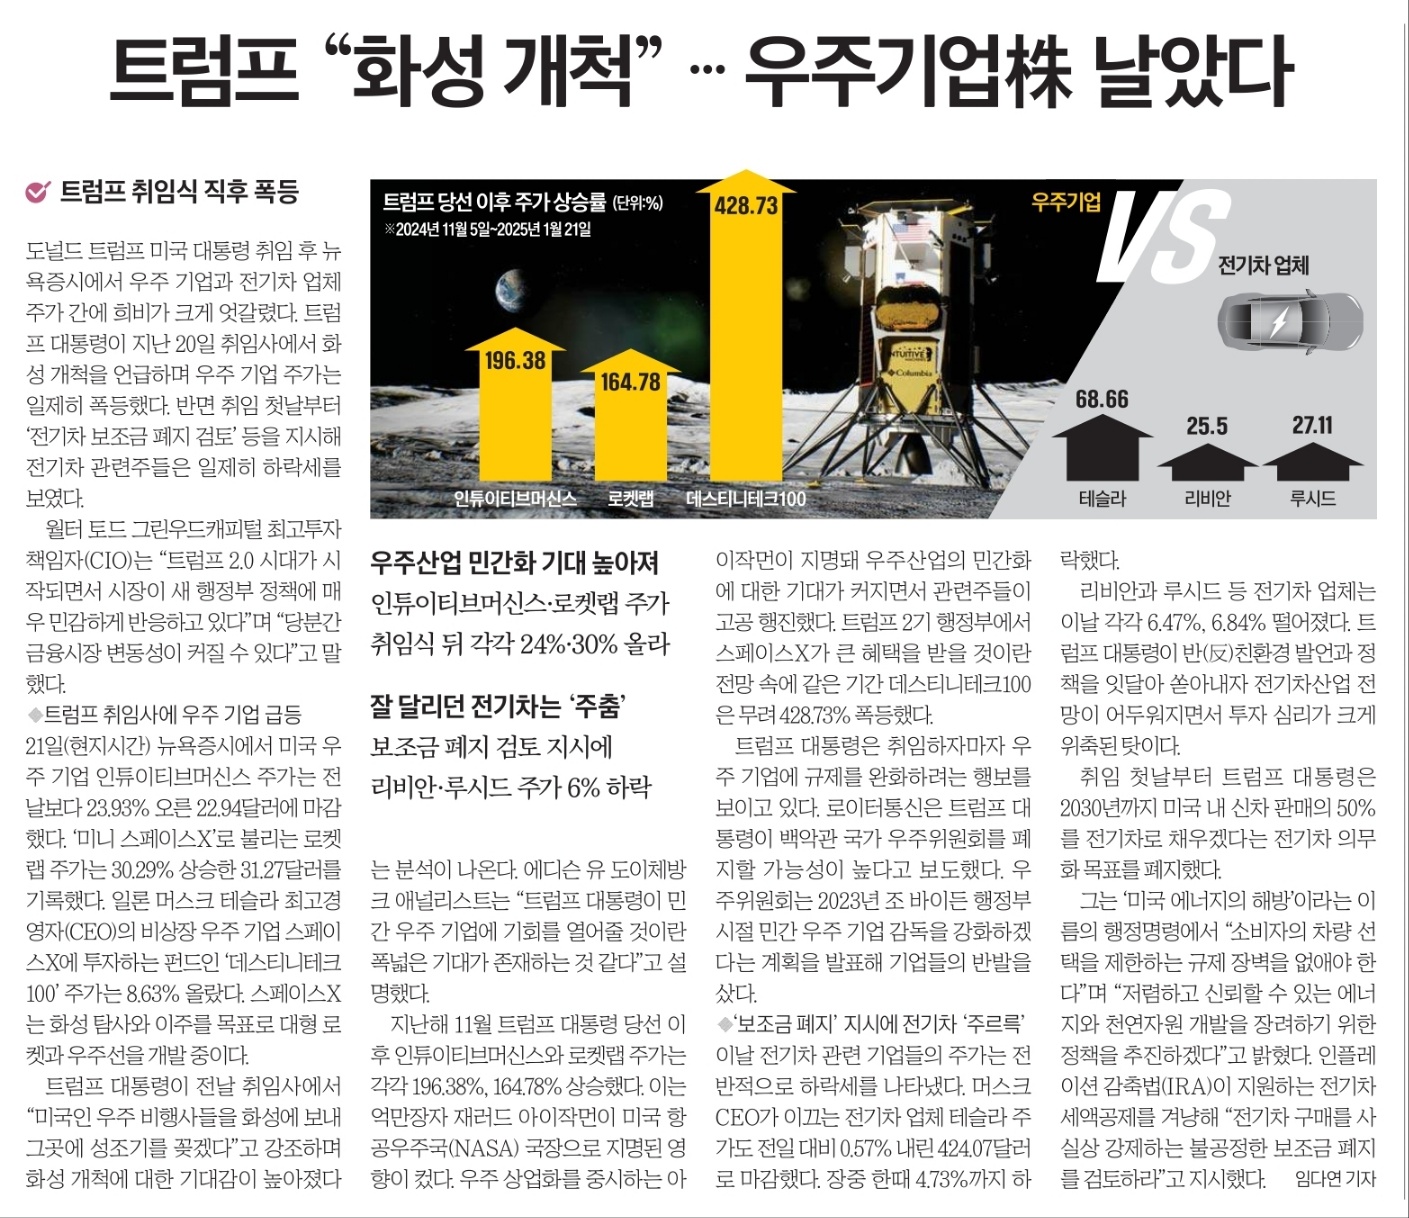 트럼프 “화성 개척” … 우주기업株 날았다
트럼프 취임식 직후 폭등
도널드 트럼프 미국 대통령 취임 후 뉴
욕증시에서 우주 기업과 전기차 업체
주가 간에 희비가 크게 엇갈렸다. 트럼
프 대통령이 지난 20일 취임사에서 화
성 개척을 언급하며 우주 기업 주가는
일제히 폭등했다. 반면 취임 첫날부터
‘전기차 보조금 폐지 검토’ 등을 지시해
전기차 관련주들은 일제히 하락세를
보였다.
월터 토드 그린우드캐피털 최고투자
책임자(CIO)는 “트럼프 2.0 시대가 시
작되면서 시장이 새 행정부 정책에 매
우 민감하게 반응하고 있다”며 “당분간
금융시장 변동성이 커질 수 있다”고 말
했다.
◆트럼프 취임사에 우주 기업 급등
21일(현지시간) 뉴욕증시에서 미국 우
주 기업 인튜이티브머신스 주가는 전
날보다 23.93% 오른 22.94달러에 마감
했다. ‘미니 스페이스X’로 불리는 로켓
랩 주가는 30.29% 상승한 31.27달러를
기록했다. 일론 머스크 테슬라 최고경
영자(CEO)의 비상장 우주 기업 스페이
스X에 투자하는 펀드인 ‘데스티니테크
100’ 주가는 8.63% 올랐다. 스페이스X
는 화성 탐사와 이주를 목표로 대형 로
켓과 우주선을 개발 중이다.
트럼프 대통령이 전날 취임사에서
“미국인 우주 비행사들을 화성에 보내
그곳에 성조기를 꽂겠다”고 강조하며
화성 개척에 대한 기대감이 높아졌다
트럼프 당선 이후 주가 상승률 (단위:%)
※2024년 11월 5일~2025년 1월 21일
196.38
164.78
428.73
인튜이티브머신스
로켓랩
데스티니테크100
INTUITIVE
Columbia
우주기업
VS
전기차 업체
68.66
25.5
27.11
테슬라
리비안
루시드
우주산업 민간화 기대 높아져
인튜이티브머신스·로켓랩 주가
취임식 뒤 각각 24%·30% 올라
잘 달리던 전기차는 ‘주춤’
보조금 폐지 검토 지시에
리비안·루시드 주가 6% 하락
는 분석이 나온다. 에디슨 유 도이체방
크 애널리스트는 “트럼프 대통령이 민
간 우주 기업에 기회를 열어줄 것이란
폭넓은 기대가 존재하는 것 같다”고 설
명했다.
지난해 11월 트럼프 대통령 당선 이
후 인튜이티브머신스와 로켓랩 주가는
각각 196.38%, 164.78% 상승했다. 이는
억만장자 재러드 아이작먼이 미국 항
공우주국(NASA) 국장으로 지명된 영
향이 컸다. 우주 상업화를 중시하는 아
이작먼이 지명돼 우주산업의 민간화
에 대한 기대가 커지면서 관련주들이
고공 행진했다. 트럼프 2기 행정부에서
스페이스X가 큰 혜택을 받을 것이란
전망 속에 같은 기간 데스티니테크100
은 무려 428.73% 폭등했다.
트럼프 대통령은 취임하자마자 우
주 기업에 규제를 완화하려는 행보를
보이고 있다. 로이터통신은 트럼프 대
통령이 백악관 국가 우주위원회를 폐
지할 가능성이 높다고 보도했다. 우
주위원회는 2023년 조 바이든 행정부
시절 민간 우주 기업 감독을 강화하겠
다는 계획을 발표해 기업들의 반발을
샀다.
◆‘보조금 폐지’ 지시에 전기차 ‘주르륵’
이날 전기차 관련 기업들의 주가는 전
반적으로 하락세를 나타냈다. 머스크
CEO가 이끄는 전기차 업체 테슬라 주
가도 전일 대비 0.57% 내린 424.07달러
로 마감했다. 장중 한때 4.73%까지 하
락했다.
리비안과 루시드 등 전기차 업체는
이날 각각 6.47%, 6.84% 떨어졌다. 트
럼프 대통령이 반(反)친환경 발언과 정
책을 잇달아 쏟아내자 전기차산업 전
망이 어두워지면서 투자 심리가 크게
위축된 탓이다.
취임 첫날부터 트럼프 대통령은
2030년까지 미국 내 신차 판매의 50%
를 전기차로 채우겠다는 전기차 의무
화 목표를 폐지했다.
그는 ‘미국 에너지의 해방’이라는 이
름의 행정명령에서 “소비자의 차량 선
택을 제한하는 규제 장벽을 없애야 한
다”며 “저렴하고 신뢰할 수 있는 에너
지와 천연자원 개발을 장려하기 위한
정책을 추진하겠다”고 밝혔다. 인플레
이션 감축법(IRA)이 지원하는 전기차
세액공제를 겨냥해 “전기차 구매를 사
실상 강제하는 불공정한 보조금 폐지
를 검토하라”고 지시했다. 임다연 기자